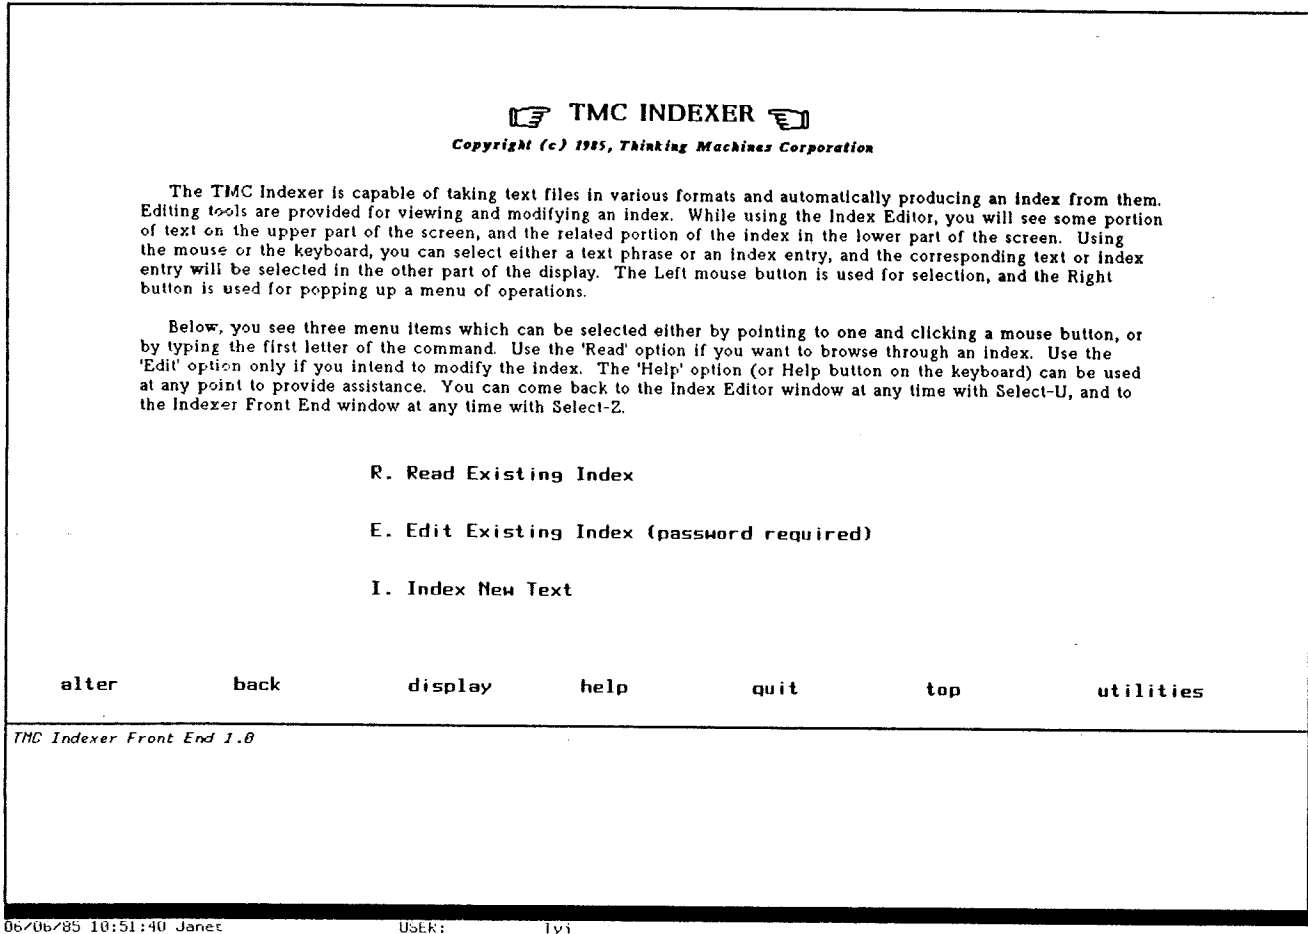 TMC INDEXER
Copyright (c) 1985, Thinking Machines Corporation
The TMC Indexer is capable of taking text files in various formats and automatically producing an index from them.
Editing tools are provided for viewing and modifying an index. While using the Index Editor, you will see some portion
of text on the upper part of the screen, and the related portion of the index in the lower part of the screen. Using
the mouse or the keyboard, you can select either a text phrase or an index entry, and the corresponding text or index
entry will be selected in the other part of the display. The Left mouse button is used for selection, and the Right
button is used for popping up a menu of operations.
Below, you see three menu items which can be selected either by pointing to one and clicking a mouse button, or
by typing the first letter of the command. Use the 'Read' option if you want to browse through an index. Use the
'Edit' option only if you intend to modify the index. The 'Help' option (or Help button on the keyboard) can be used
at any point to provide assistance. You can come back to the Index Editor window at any time with Select-U, and to
the Indexer Front End window at any time with Select-Z.
R. Read Existing Index
E. Edit Existing Index (password required)
I. Index New Text
alter back display help quit top utilities
TMC Indexer Front End 1.0
06/06/85 10:51:40 Janet USER: Tyi